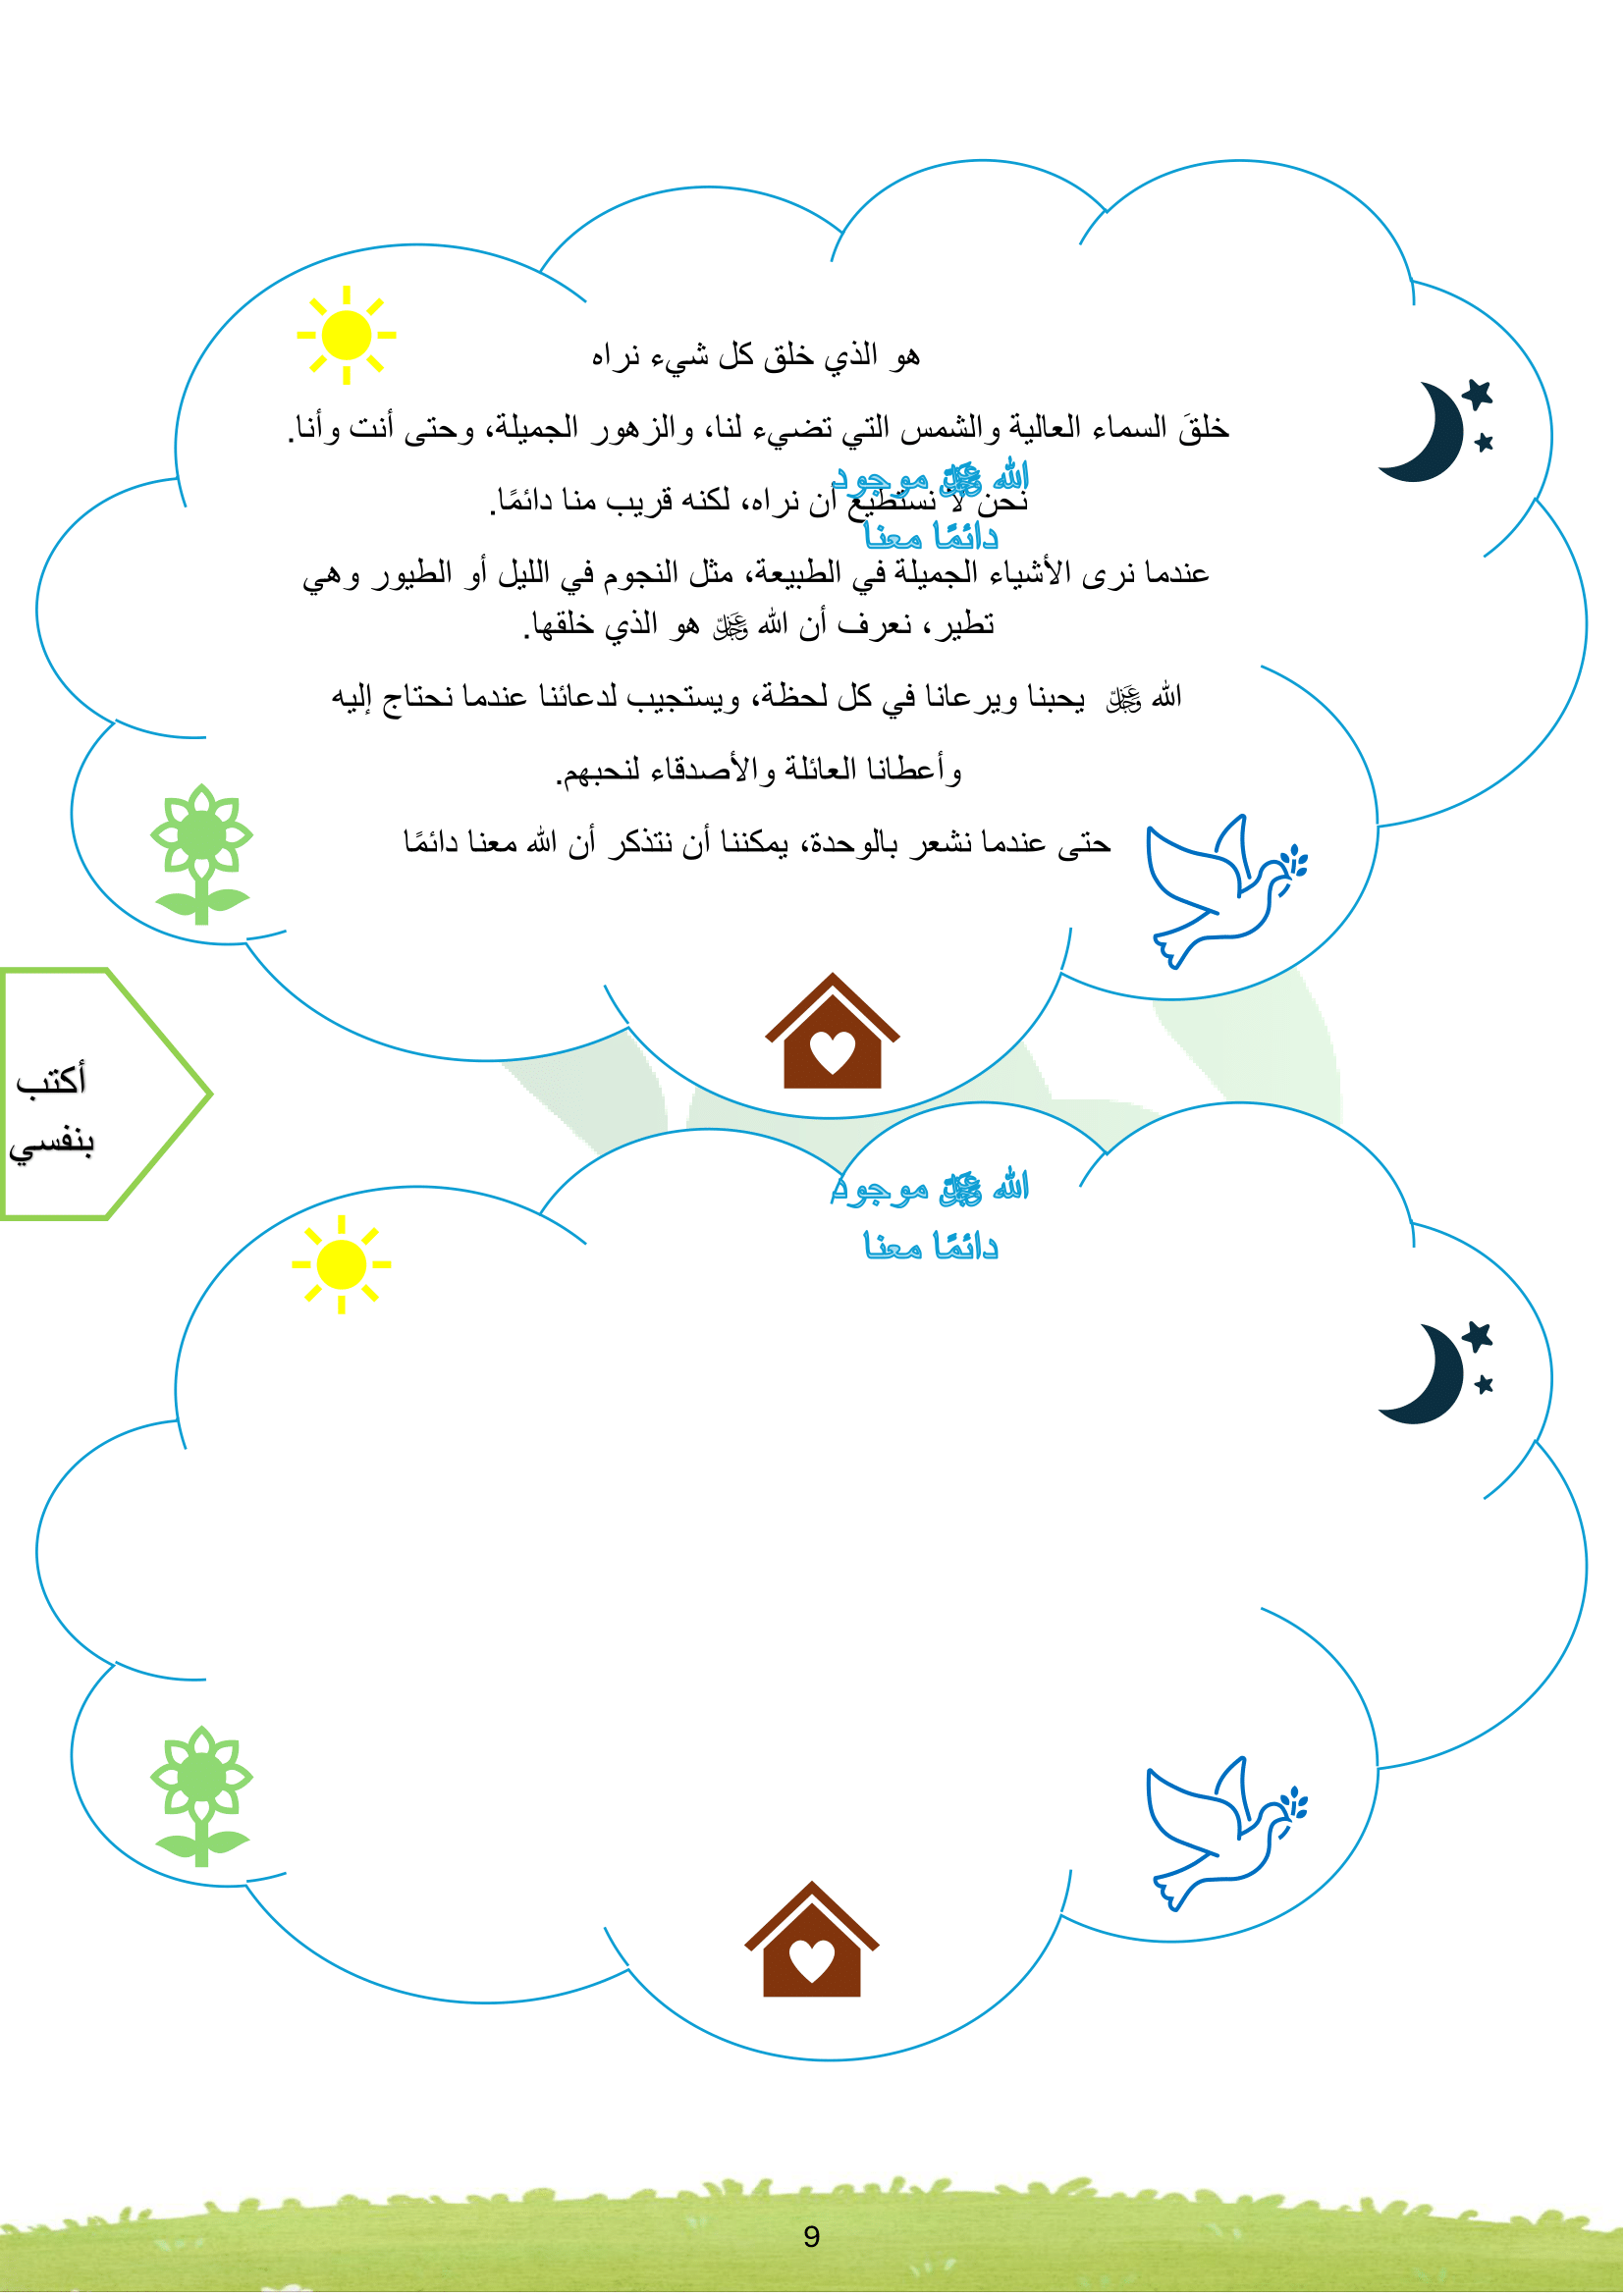 هو الذي خلق كل شيء نراه
خلقَ السماء العالية والشمس التي تضيء لنا، والزهور الجميلة، وحتى أنت وأنا.
الله ﷻ موجود
نحن لا نستطيع أن نراه، لكنه قريب منا دائمًا.
دائمًا معنا
عندما نرى الأشياء الجميلة في الطبيعة، مثل النجوم في الليل أو الطيور وهي
تطير، نعرف أن الله ﷻ هو الذي خلقها.
الله ﷻ يحبنا ويرعانا في كل لحظة، ويستجيب لدعائنا عندما نحتاج إليه
وأعطانا العائلة والأصدقاء لنحبهم.
حتى عندما نشعر بالوحدة، يمكننا أن نتذكر أن الله معنا دائمًا
أكتب
بنفسي
الله ﷻ موجود
دائمًا معنا
9